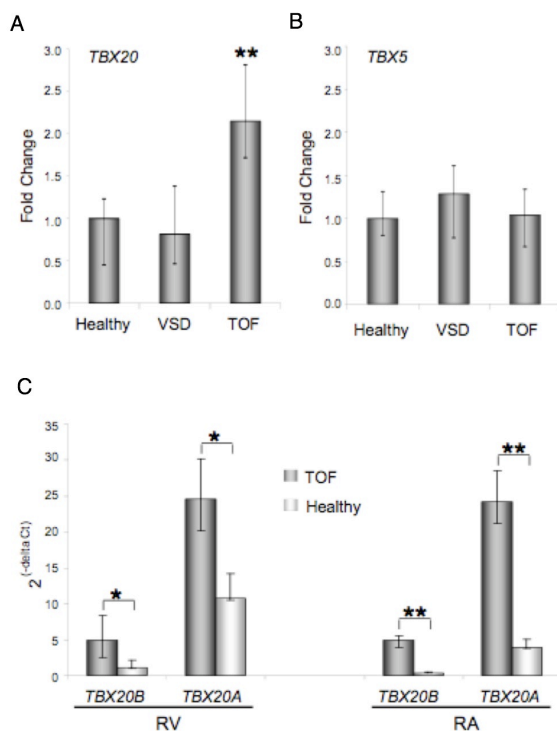 A
B
3.0
2.5
2.0
1.5
1.0
0.5
0.0
Fold Change
TBX20
**
Healthy VSD TOF
3.0
2.5
2.0
1.5
1.0
0.5
0.0
Fold Change
TBX5
Healthy VSD TOF
C
35
30
25
20
15
10
5
0
2^(-delta Ct)
*
*
TOF
Healthy
**
**
TBX20B TBX20A TBX20B TBX20A
RV RA